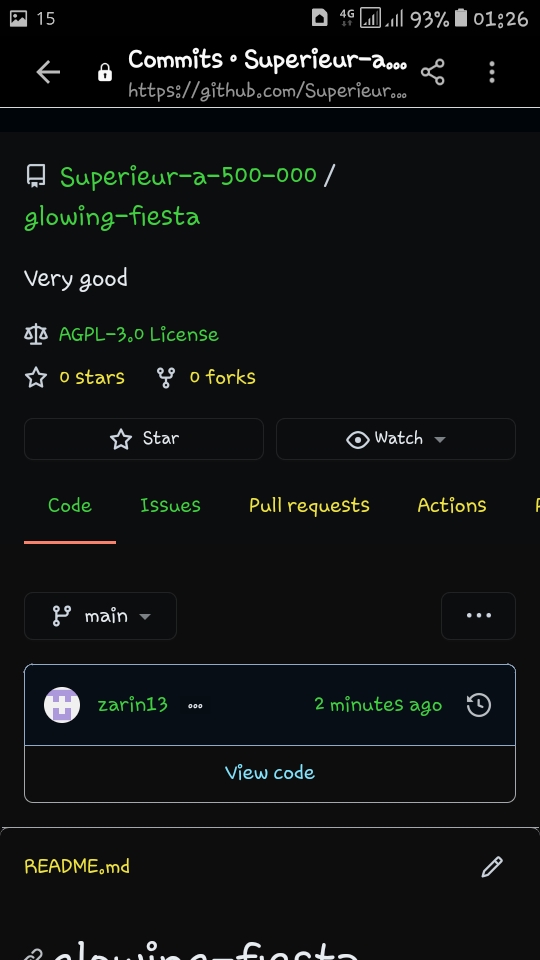 15 4G 93% 01:26
Commits • Superieur-a...
https://github.com/Superieur...
Superieur-a-500-000 /
glowing-fiesta
Very good
AGPL-3.0 License
0 stars 0 forks
Star Watch
Code Issues Pull requests Actions
main ...
zarin13 ... 2 minutes ago
View code
README.md
glowing-fiesta